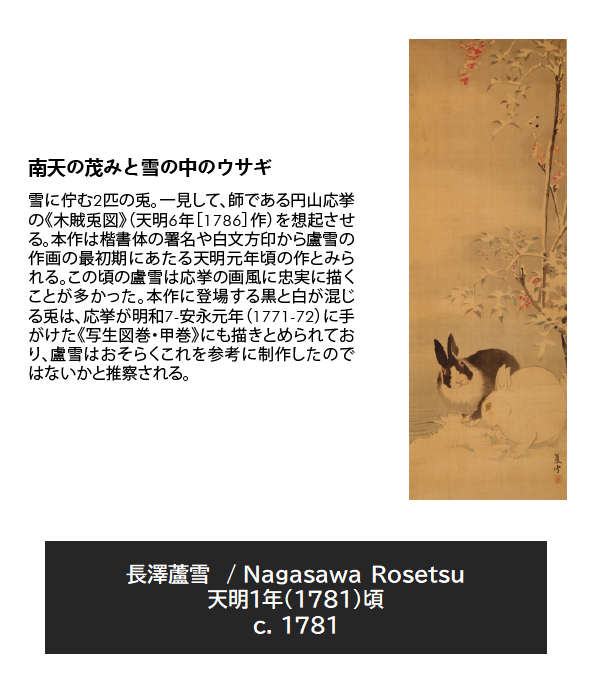 南天の茂みと雪の中のウサギ
雪に佇む2匹の兎。一見して、師である円山応挙
の《木賊兎図》（天明6年［1786］作）を想起させ
る。本作は楷書体の署名や白文方印から盧雪の
作画の最初期にあたる天明元年頃の作とみら
れる。この頃の盧雪は応挙の画風に忠実に描く
ことが多かった。本作に登場する黒と白が混じ
る兎は、応挙が明和7-安永元年（1771-72）に手
がけた《写生図巻・甲巻》にも描きとめられてお
り、盧雪はおそらくこれを参考に制作したので
はないかと推察される。
長澤蘆雪 / Nagasawa Rosetsu
天明1年（1781）頃
c. 1781